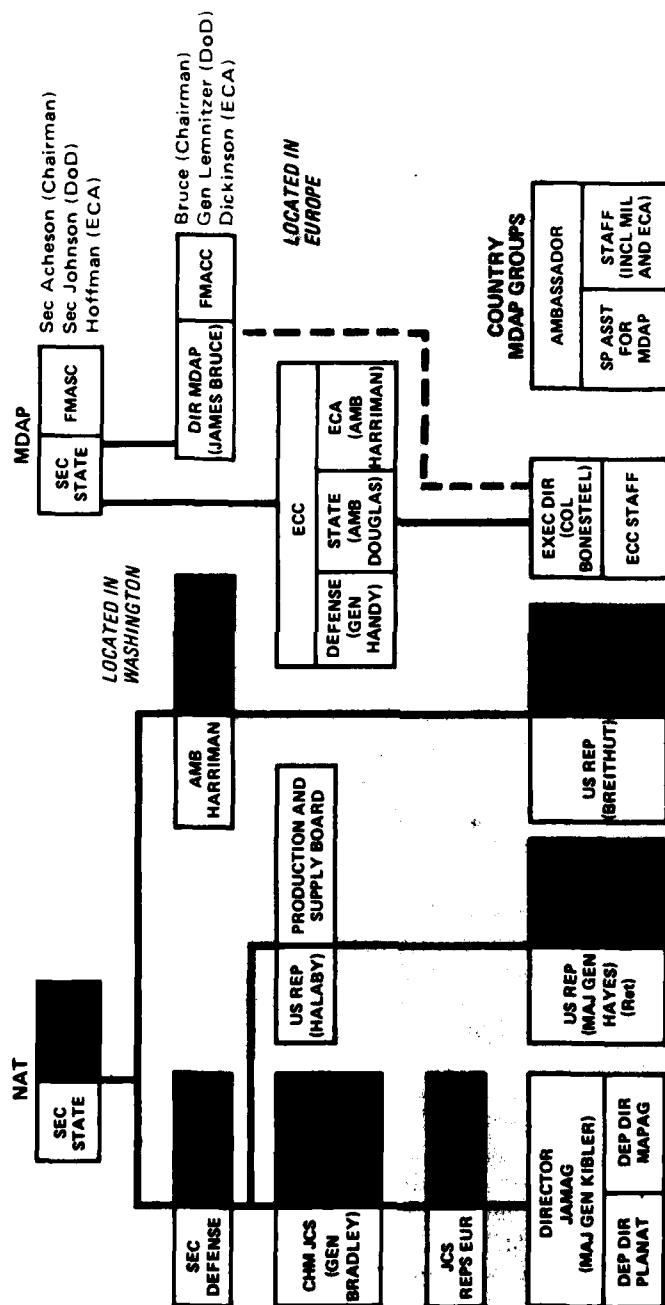 NAT
SEC
STATE
SEC
DEFENSE
AMB
HARRIMAN
CHM JCS
(GEN
BRADLEY)
US REP
(HALABY)
PRODUCTION AND
SUPPLY BOARD
JCS
REPS EUR
DIRECTOR
JAMAG
(MAJ GEN KIBLER)
DEP DIR
PLANAT
DEP DIR
MAPAG
US REP
(MAJ GEN
HAYES)
(Ret)
US REP
(BREITHUT)
LOCATED IN
WASHINGTON
MDAP
SEC
STATE
FMASC
Sec Acheson (Chairman)
Sec Johnson (DoD)
Hoffman (ECA)
DIR MDAP
(JAMES BRUCE)
FMACC
Bruce (Chairman)
Gen Lemnitzer (DoD)
Dickinson (ECA)
ECC
DEFENSE
(GEN
HANDY)
STATE
(AMB
DOUGLAS)
ECA
(AMB
HARRIMAN)
LOCATED IN
EUROPE
EXEC DIR
(COL
BONESTEEL)
ECC STAFF
COUNTRY
MDAP GROUPS
AMBASSADOR
SP ASST
FOR
MDAP
STAFF
(INCL MIL
AND ECA)